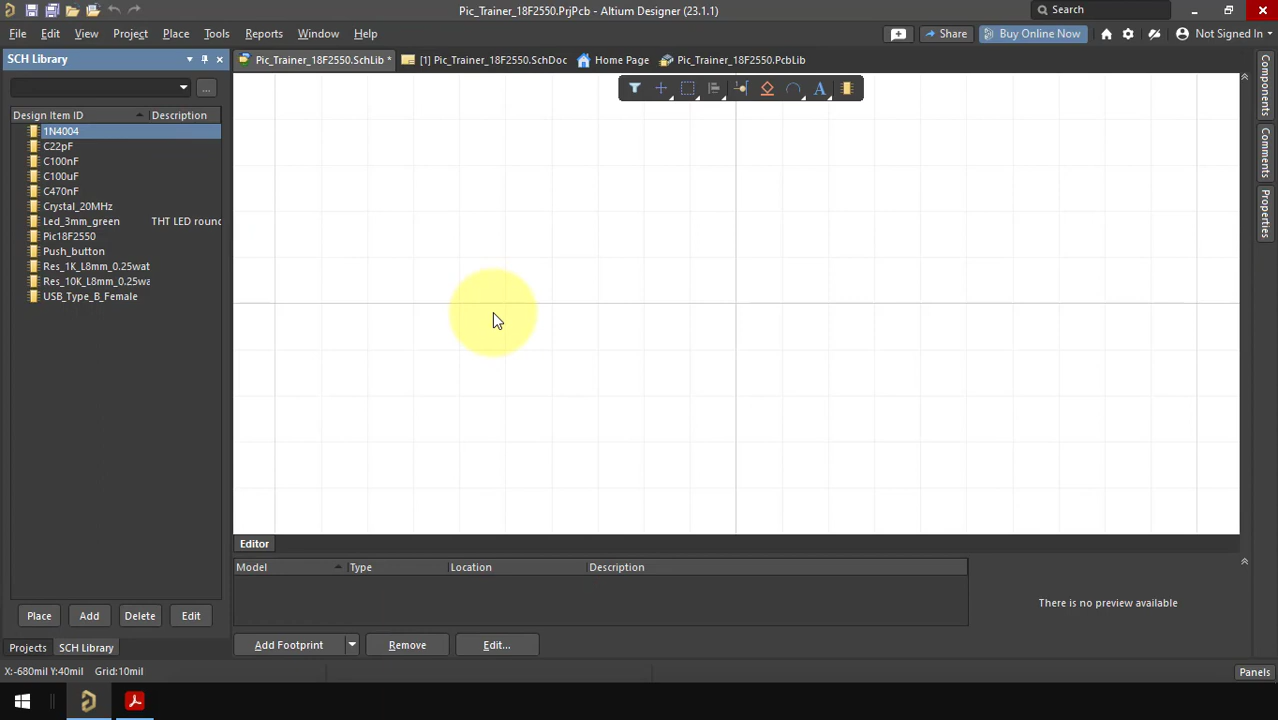 Pic_Trainer_18F2550.PrjPcb - Altium Designer (23.1.1)
Search
File Edit View Project Place Tools Reports Window Help
Share
Buy Online Now
Not Signed In
SCH Library
Pic_Trainer_18F2550.SchLib *
[1] Pic_Trainer_18F2550.SchDoc
Home Page
Pic_Trainer_18F2550.PcbLib
...
A
Design Item ID Description
1N4004
C22pF
C100nF
C100uF
C470nF
Crystal_20MHz
Led_3mm_green THT LED round
Pic18F2550
Push_button
Res_1K_L8mm_0.25wat
Res_10K_L8mm_0.25wa
USB_Type_B_Female
Components
Comments
Properties
Editor
Model Type Location Description
There is no preview available
Place Add Delete Edit
Add Footprint Remove Edit...
Projects SCH Library
X:-680mil Y:40mil Grid:10mil
Panels